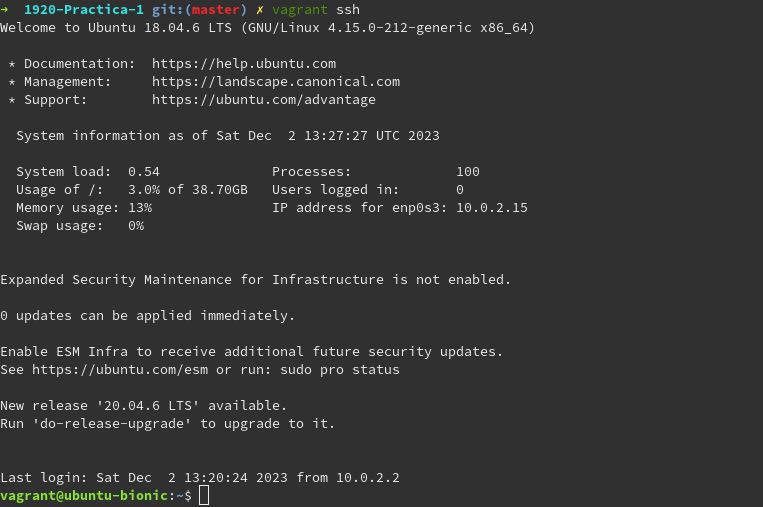 ➜  1920-Practica-1 git:(master) ✗ vagrant ssh
Welcome to Ubuntu 18.04.6 LTS (GNU/Linux 4.15.0-212-generic x86_64)
* Documentation:  https://help.ubuntu.com
* Management:     https://landscape.canonical.com
* Support:        https://ubuntu.com/advantage
System information as of Sat Dec  2 13:27:27 UTC 2023
System load:  0.54              Processes:             100
Usage of /:   3.0% of 38.70GB   Users logged in:       0
Memory usage: 13%               IP address for enp0s3: 10.0.2.15
Swap usage:   0%
Expanded Security Maintenance for Infrastructure is not enabled.
0 updates can be applied immediately.
Enable ESM Infra to receive additional future security updates.
See https://ubuntu.com/esm or run: sudo pro status
New release '20.04.6 LTS' available.
Run 'do-release-upgrade' to upgrade to it.
Last login: Sat Dec  2 13:20:24 2023 from 10.0.2.2
vagrant@ubuntu-bionic:~$